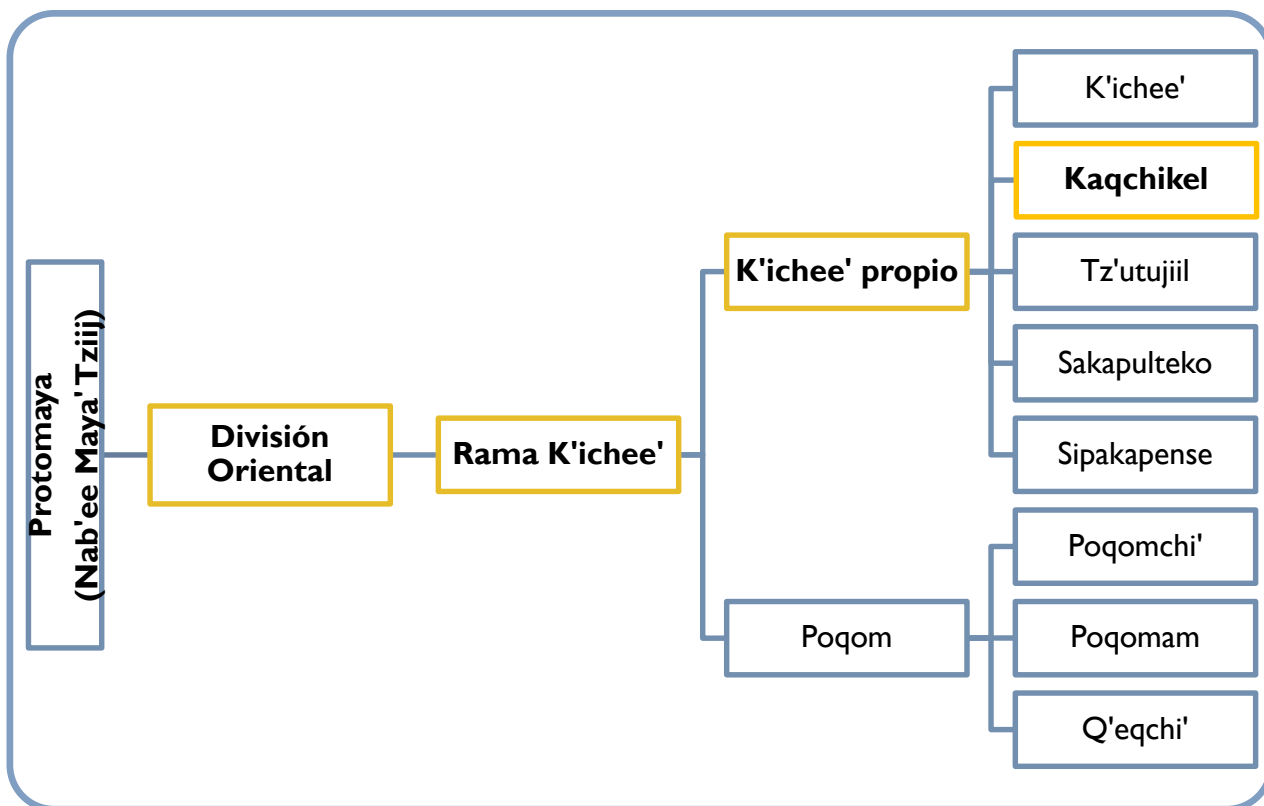 Protomaya
(Nab'ee Maya' Tziij)
División
Oriental
Rama K'ichee'
K'ichee' propio
K'ichee'
Kaqchikel
Tz'utujiil
Sakapulteko
Sipakapense
Poqom
Poqomchi'
Poqomam
Q'eqchi'